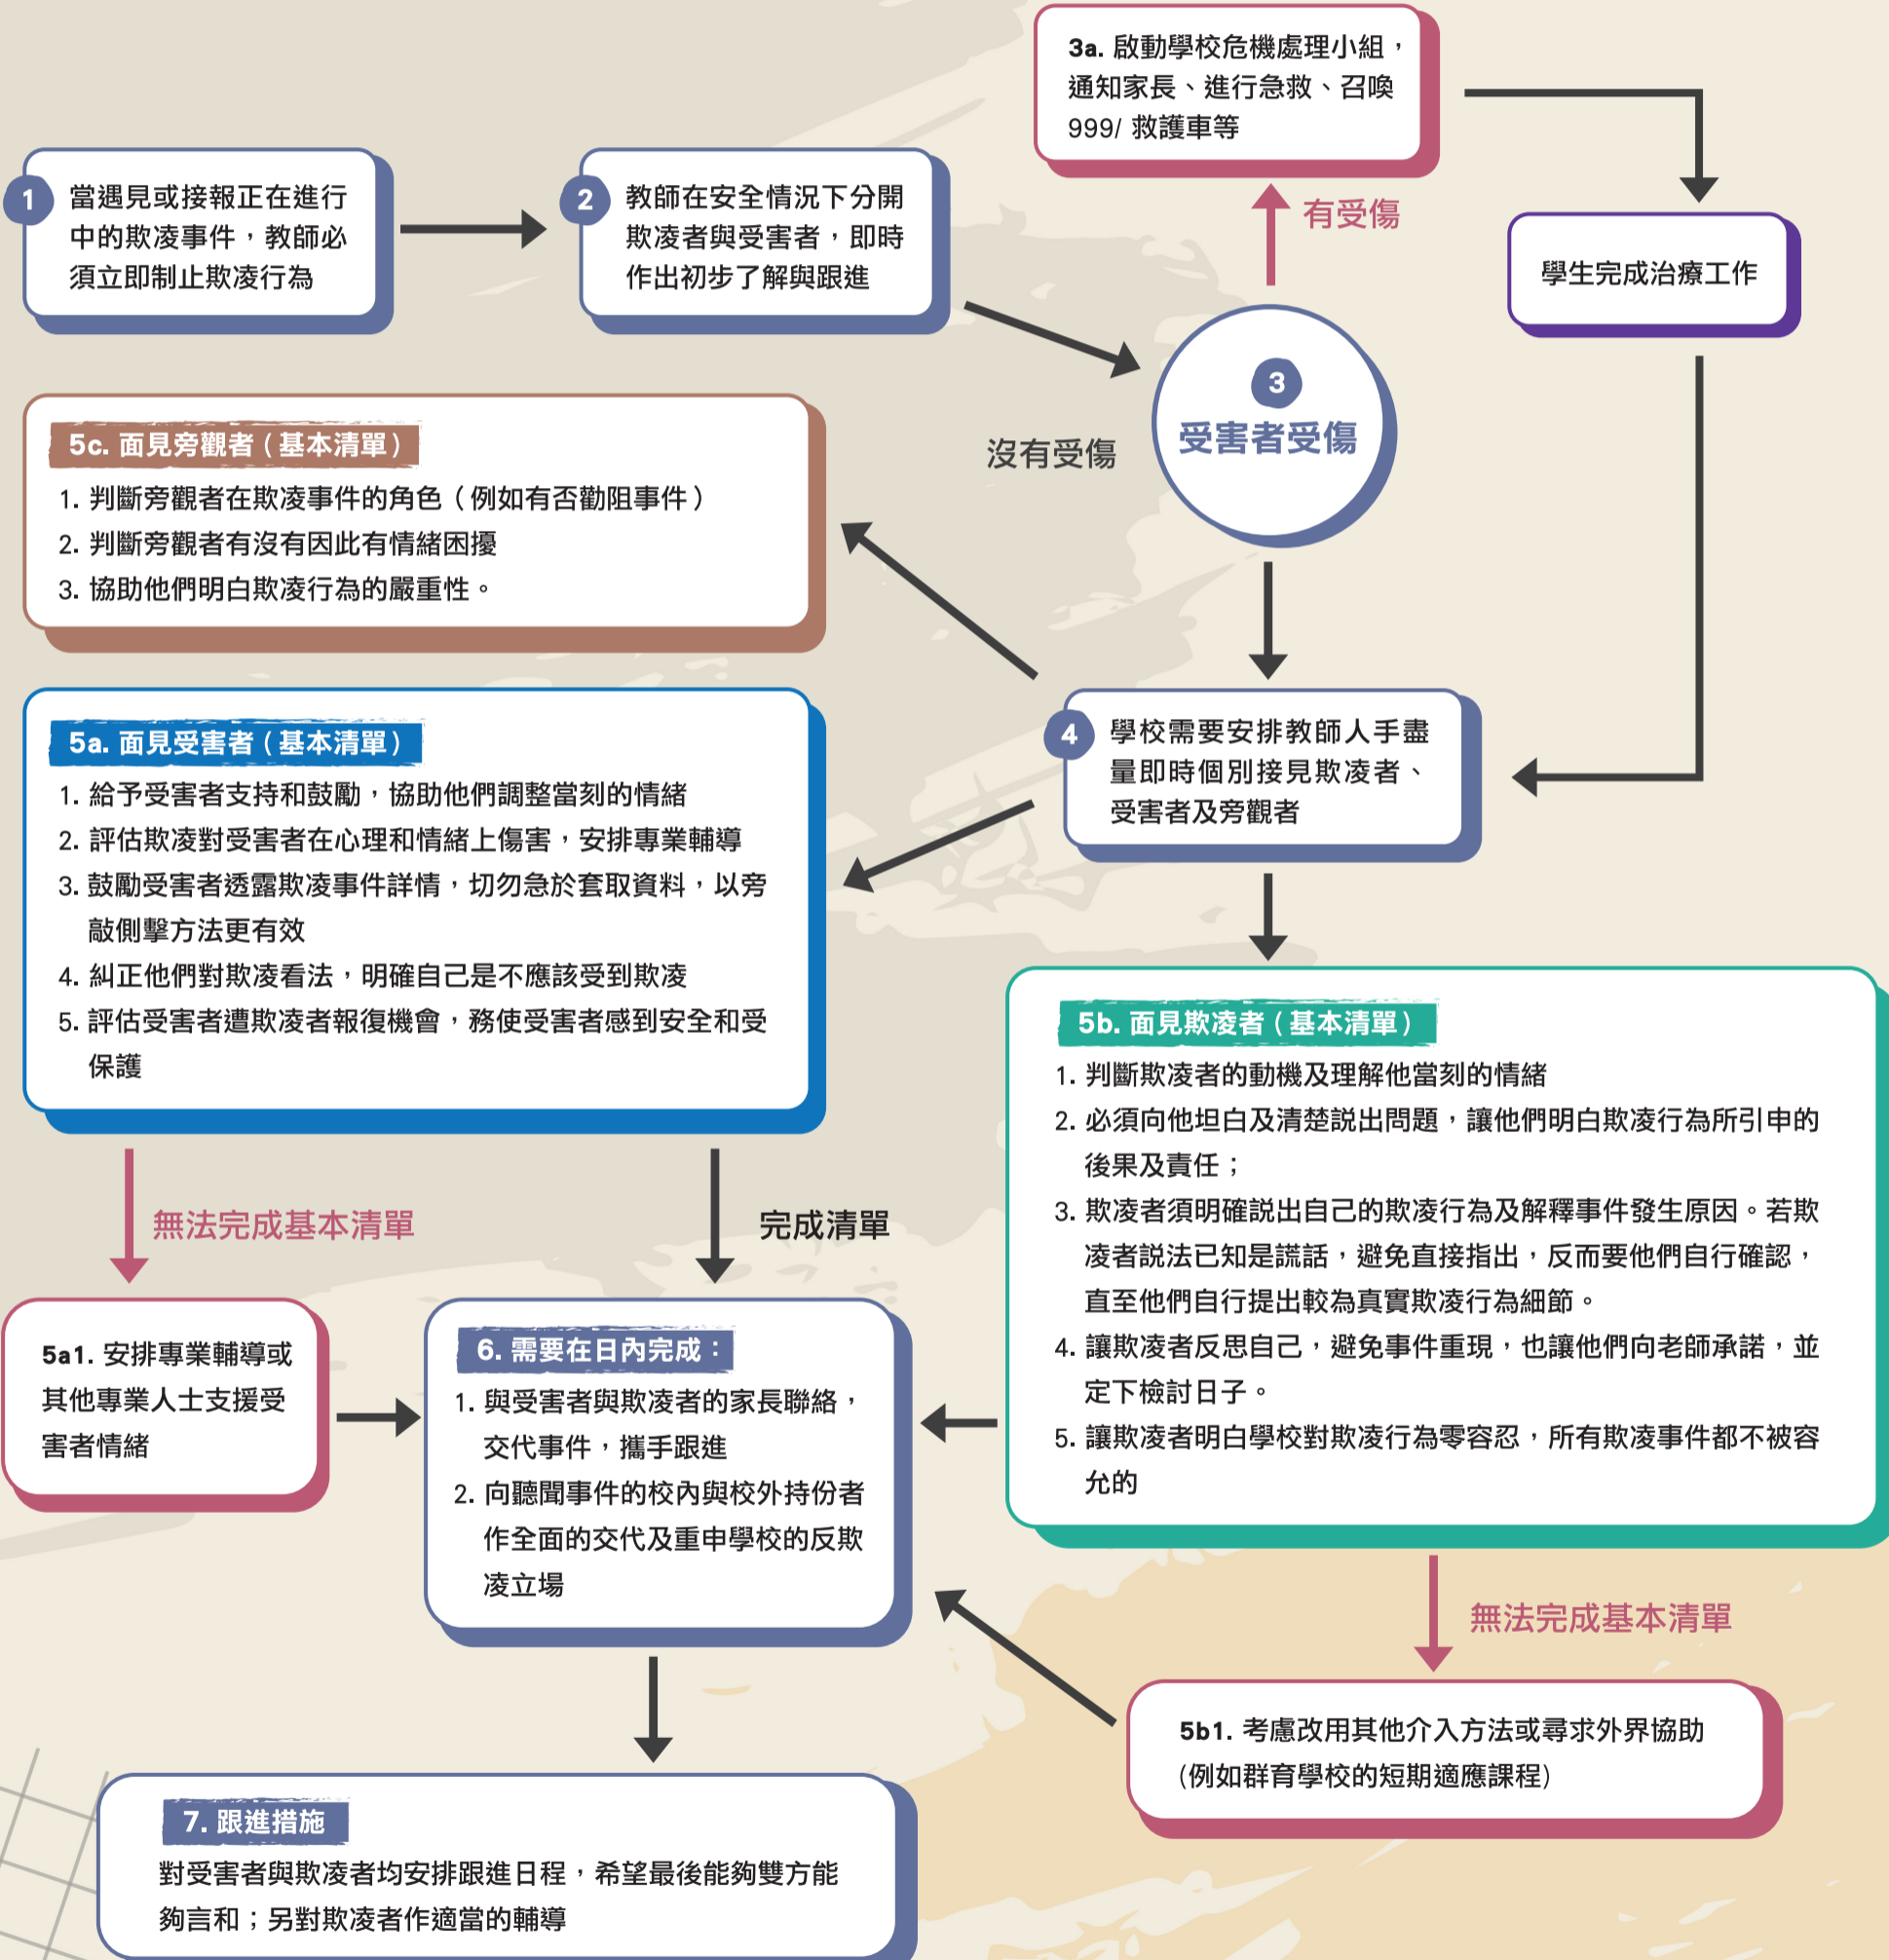 1
當遇見或接報正在進行
中的欺凌事件，教師必
須立即制止欺凌行為
2
教師在安全情況下分開
欺凌者與受害者，即時
作出初步了解與跟進
3a. 啟動學校危機處理小組，
通知家長、進行急救、召喚
999/ 救護車等
有受傷
學生完成治療工作
3
受害者受傷
沒有受傷
4
學校需要安排教師人手盡
量即時個別接見欺凌者、
受害者及旁觀者
5c. 面見旁觀者（基本清單）
1. 判斷旁觀者在欺凌事件的角色（例如有否勸阻事件）
2. 判斷旁觀者有沒有因此有情緒困擾
3. 協助他們明白欺凌行為的嚴重性。
5a. 面見受害者（基本清單）
1. 給予受害者支持和鼓勵，協助他們調整當刻的情緒
2. 評估欺凌對受害者在心理和情緒上傷害，安排專業輔導
3. 鼓勵受害者透露欺凌事件詳情，切勿急於套取資料，以旁
敲側擊方法更有效
4. 糾正他們對欺凌看法，明確自己是不應該受到欺凌
5. 評估受害者遭欺凌者報復機會，務使受害者感到安全和受
保護
5b. 面見欺凌者（基本清單）
1. 判斷欺凌者的動機及理解他當刻的情緒
2. 必須向他坦白及清楚説出問題，讓他們明白欺凌行為所引申的
後果及責任；
3. 欺凌者須明確説出自己的欺凌行為及解釋事件發生原因。若欺
凌者説法已知是謊話，避免直接指出，反而要他們自行確認，
直至他們自行提出較為真實欺凌行為細節。
4. 讓欺凌者反思自己，避免事件重現，也讓他們向老師承諾，並
定下檢討日子。
5. 讓欺凌者明白學校對欺凌行為零容忍，所有欺凌事件都不被容
允的
無法完成基本清單
完成清單
5a1. 安排專業輔導或
其他專業人士支援受
害者情緒
6. 需要在日內完成：
1. 與受害者與欺凌者的家長聯絡，
交代事件，攜手跟進
2. 向聽聞事件的校內與校外持份者
作全面的交代及重申學校的反欺
凌立場
無法完成基本清單
5b1. 考慮改用其他介入方法或尋求外界協助
(例如群育學校的短期適應課程)
7. 跟進措施
對受害者與欺凌者均安排跟進日程，希望最後能夠雙方能
夠言和；另對欺凌者作適當的輔導